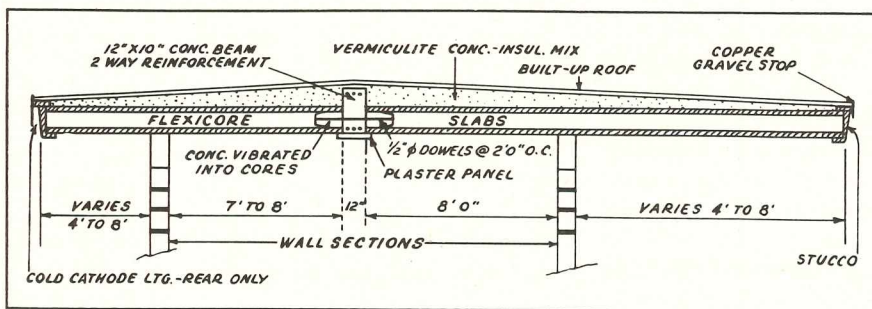 12"X10" CONC. BEAM
2 WAY REINFORCEMENT
VERMICULITE CONC.-INSUL. MIX
BUILT-UP ROOF
COPPER
GRAVEL STOP
FLEXICORE
SLABS
CONC. VIBRATED
INTO CORES
1/2" φ DOWELS @ 2'0" O.C.
PLASTER PANEL
VARIES
4' TO 8'
7' TO 8'
12"
8' 0"
VARIES 4' TO 8'
WALL SECTIONS
COLD CATHODE LTG.-REAR ONLY
STUCCO